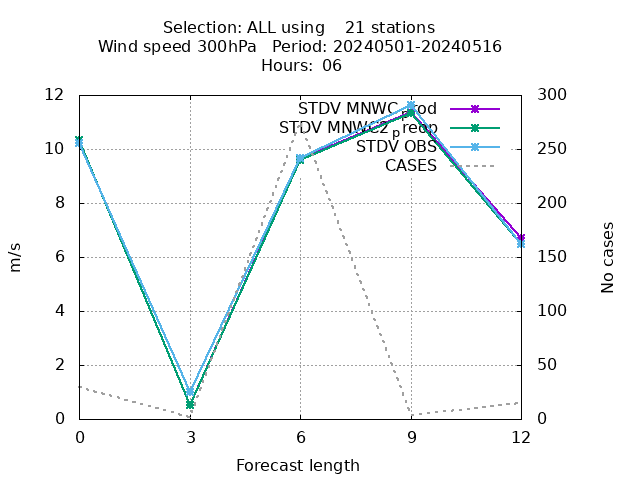 Selection: ALL using 21 stations
Wind speed 300hPa Period: 20240501-20240516
Hours: 06
12 300
STDV MNWC_prod
STDV MNWCZ_preop
10 250
STDV OBS
CASES
8 200
6 150
m/s
No cases
4 100
2 50
0 0
0 3 6 9 12
Forecast length